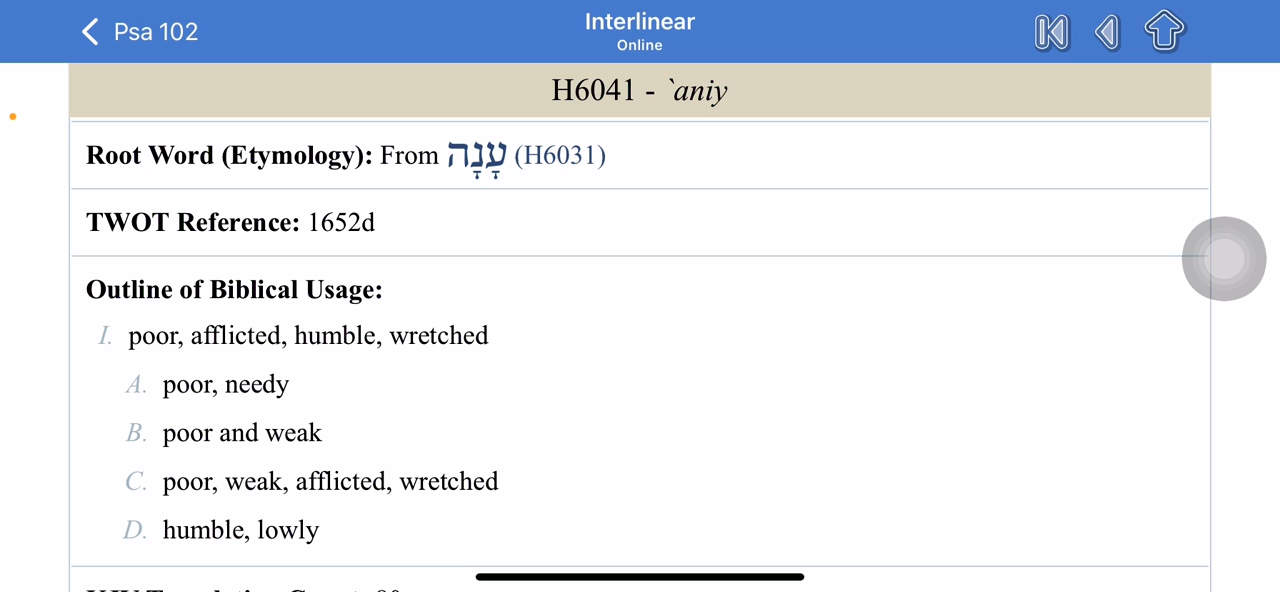 Psa 102
Interlinear
Online
H6041 - `aniy
Root Word (Etymology): From עָנָה (H6031)
TWOT Reference: 1652d
Outline of Biblical Usage:
I. poor, afflicted, humble, wretched
A. poor, needy
B. poor and weak
C. poor, weak, afflicted, wretched
D. humble, lowly